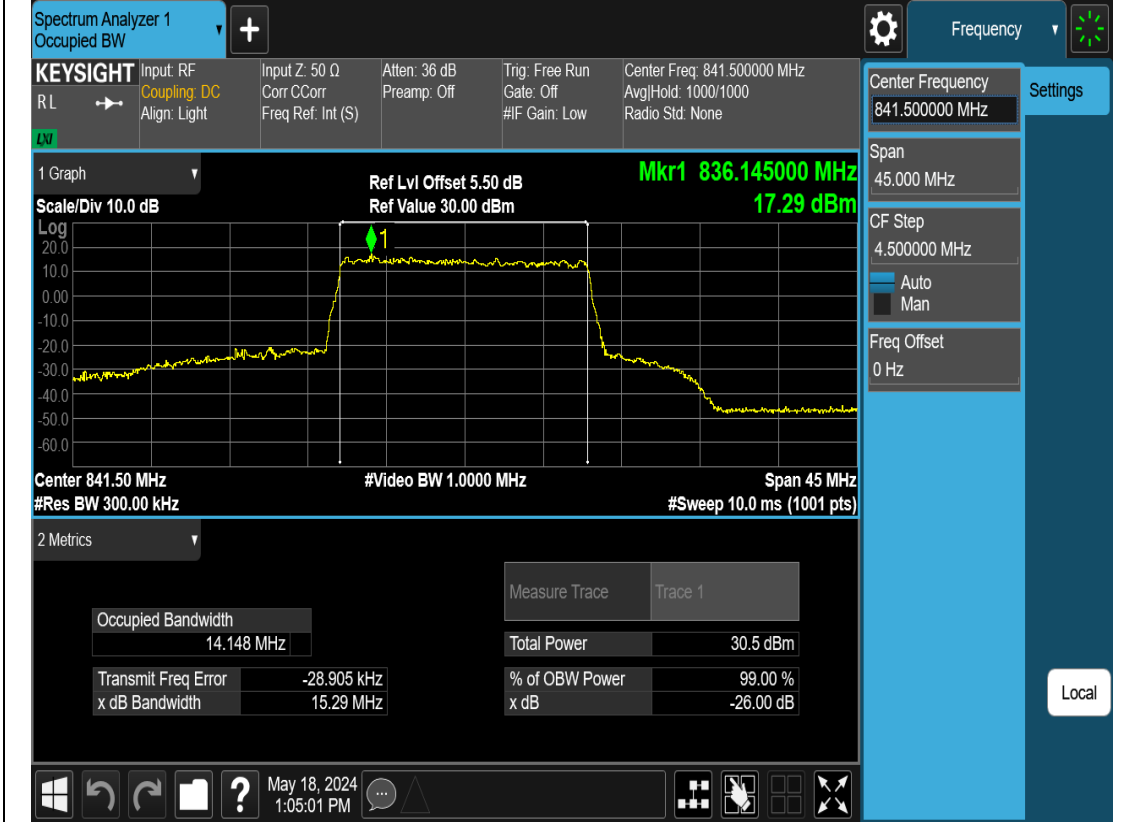 Spectrum Analyzer 1
Occupied BW
+
Frequency
KEYSIGHT
RL
LXI
Input: RF
Coupling: DC
Align: Light
Input Z: 50 Ω
Corr CCorr
Freq Ref: Int (S)
Atten: 36 dB
Preamp: Off
Trig: Free Run
Gate: Off
#IF Gain: Low
Center Freq: 841.500000 MHz
Avg|Hold: 1000/1000
Radio Std: None
Center Frequency
841.500000 MHz
Settings
Span
45.000 MHz
CF Step
4.500000 MHz
Auto
Man
Freq Offset
0 Hz
Local
1 Graph
Scale/Div 10.0 dB
Ref Lvl Offset 5.50 dB
Ref Value 30.00 dBm
Mkr1 836.145000 MHz
17.29 dBm
Log
1
20.0
10.0
0.00
-10.0
-20.0
-30.0
-40.0
-50.0
-60.0
Center 841.50 MHz
#Video BW 1.0000 MHz
Span 45 MHz
#Res BW 300.00 kHz
#Sweep 10.0 ms (1001 pts)
2 Metrics
Measure Trace Trace 1
Occupied Bandwidth
14.148 MHz
Total Power 30.5 dBm
Transmit Freq Error -28.905 kHz
% of OBW Power 99.00 %
x dB Bandwidth 15.29 MHz
x dB -26.00 dB
?
May 18, 2024
1:05:01 PM